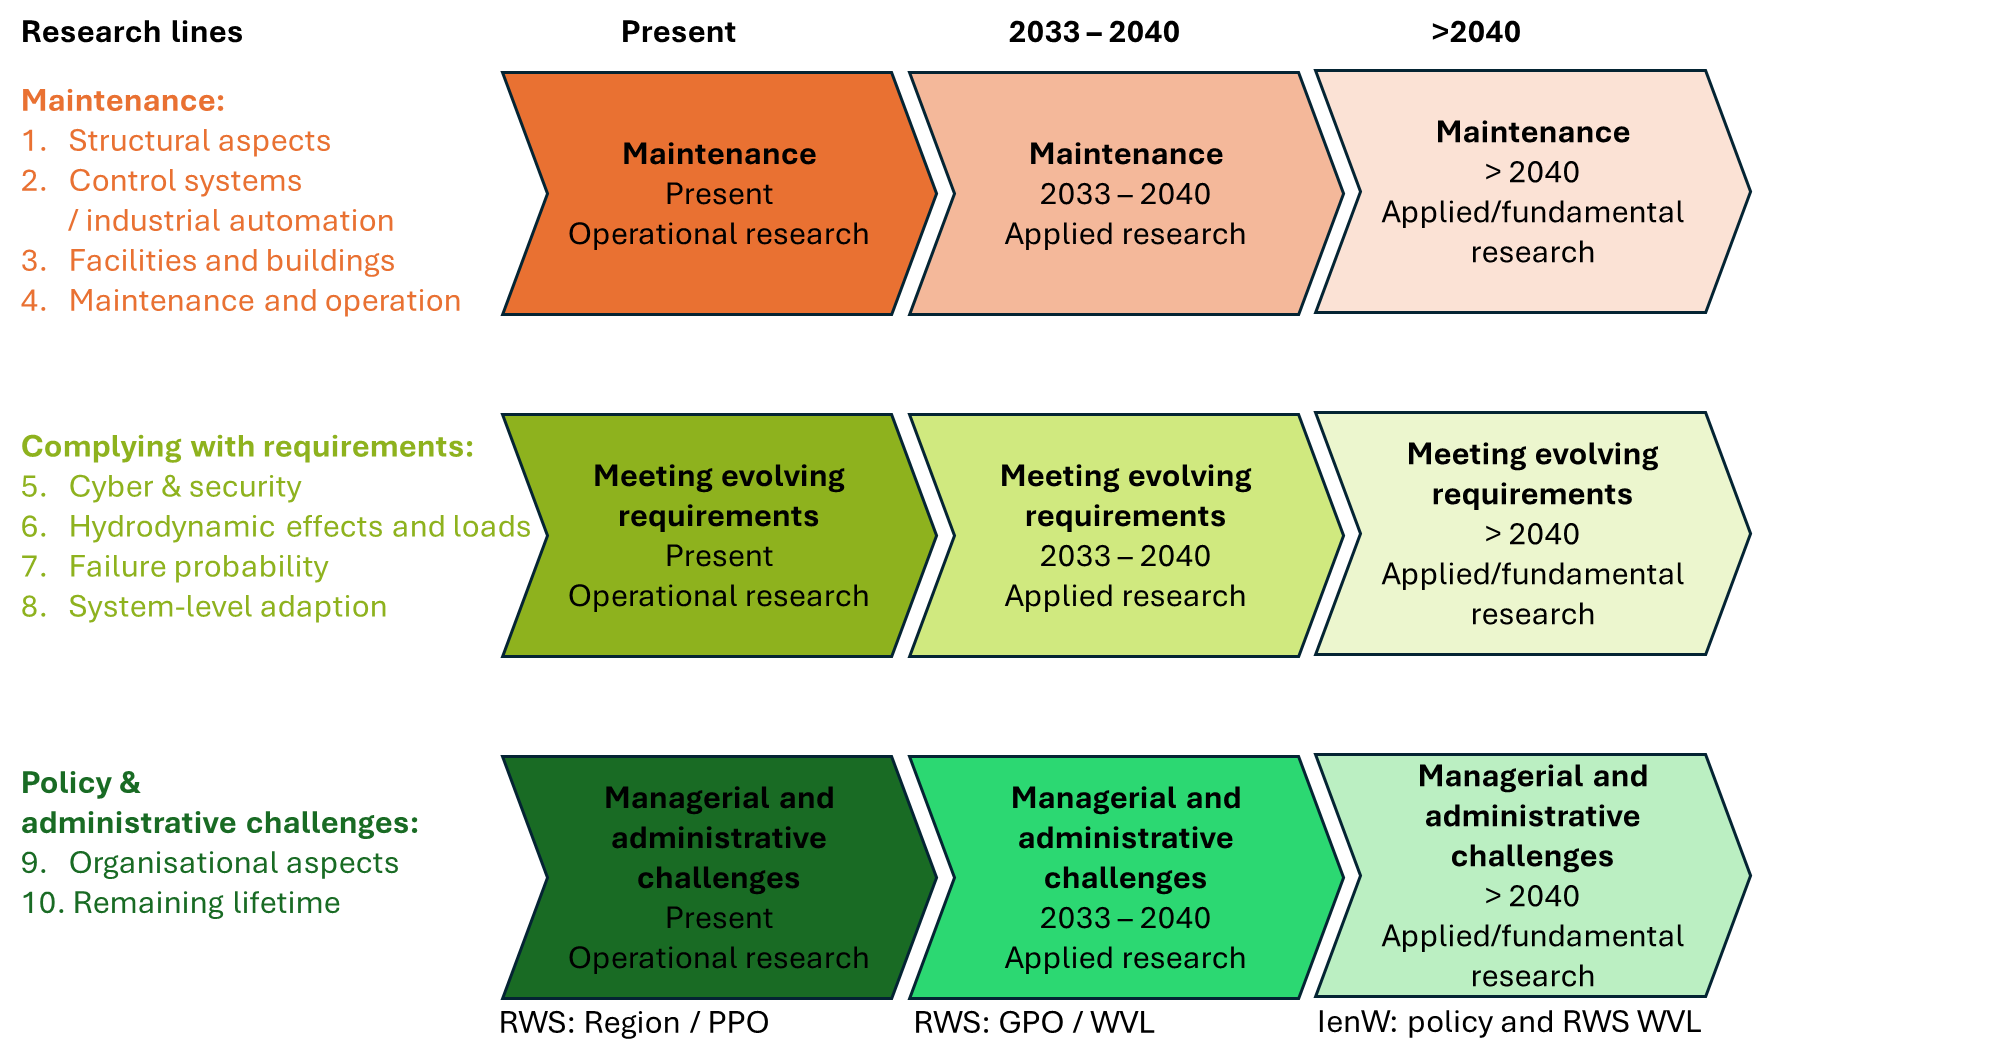 Research lines
Present
2033 – 2040
>2040
Maintenance:
1. Structural aspects
2. Control systems
/ industrial automation
3. Facilities and buildings
4. Maintenance and operation
Maintenance
Present
Operational research
Maintenance
2033 – 2040
Applied research
Maintenance
> 2040
Applied/fundamental
research
Complying with requirements:
5. Cyber & security
6. Hydrodynamic effects and loads
7. Failure probability
8. System-level adaption
Meeting evolving
requirements
Present
Operational research
Meeting evolving
requirements
2033 – 2040
Applied research
Meeting evolving
requirements
> 2040
Applied/fundamental
research
Policy &
administrative challenges:
9. Organisational aspects
10. Remaining lifetime
Managerial and
administrative
challenges
Present
Operational research
Managerial and
administrative
challenges
2033 – 2040
Applied research
Managerial and
administrative
challenges
> 2040
Applied/fundamental
research
RWS: Region / PPO
RWS: GPO / WVL
IenW: policy and RWS WVL